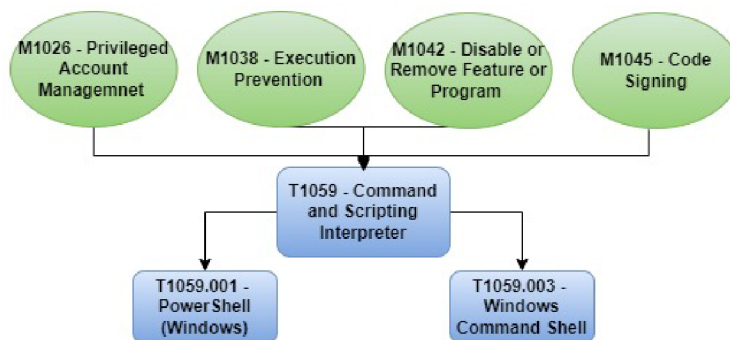 M1026 - Privileged
Account
Managemnet
M1038 - Execution
Prevention
M1042 - Disable or
Remove Feature or
Program
M1045 - Code
Signing
T1059 - Command
and Scripting
Interpreter
T1059.001 -
PowerShell
(Windows)
T1059.003 -
Windows
Command Shell